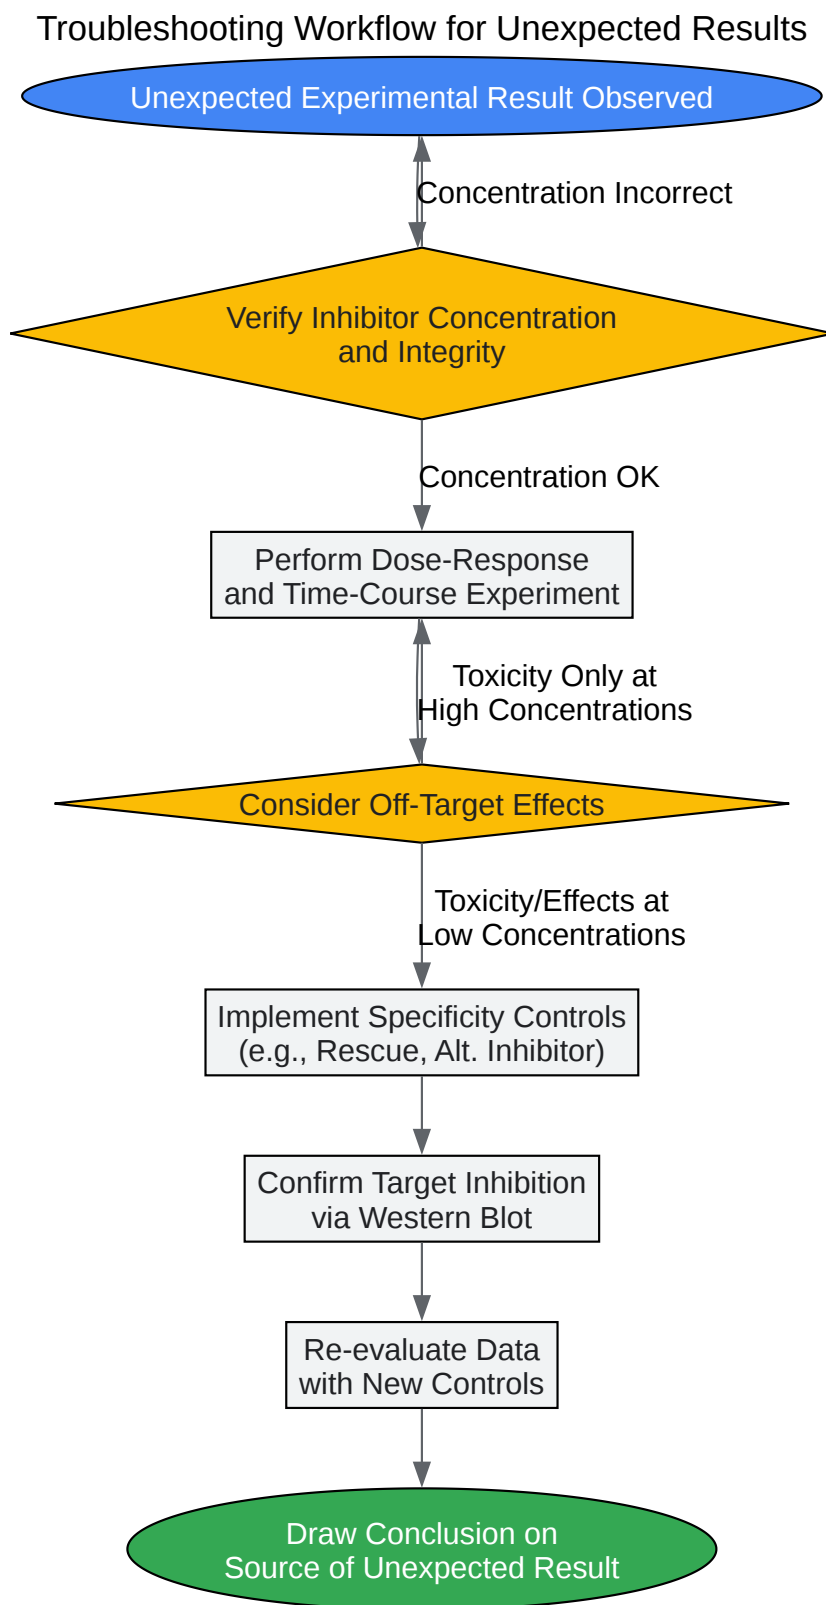 Troubleshooting Workflow for Unexpected Results
Unexpected Experimental Result Observed
Concentration Incorrect
Verify Inhibitor Concentration
and Integrity
Concentration OK
Perform Dose-Response
and Time-Course Experiment
Toxicity Only at
High Concentrations
Consider Off-Target Effects
Toxicity/Effects at
Low Concentrations
Implement Specificity Controls
(e.g., Rescue, Alt. Inhibitor)
Confirm Target Inhibition
via Western Blot
Re-evaluate Data
with New Controls
Draw Conclusion on
Source of Unexpected Result